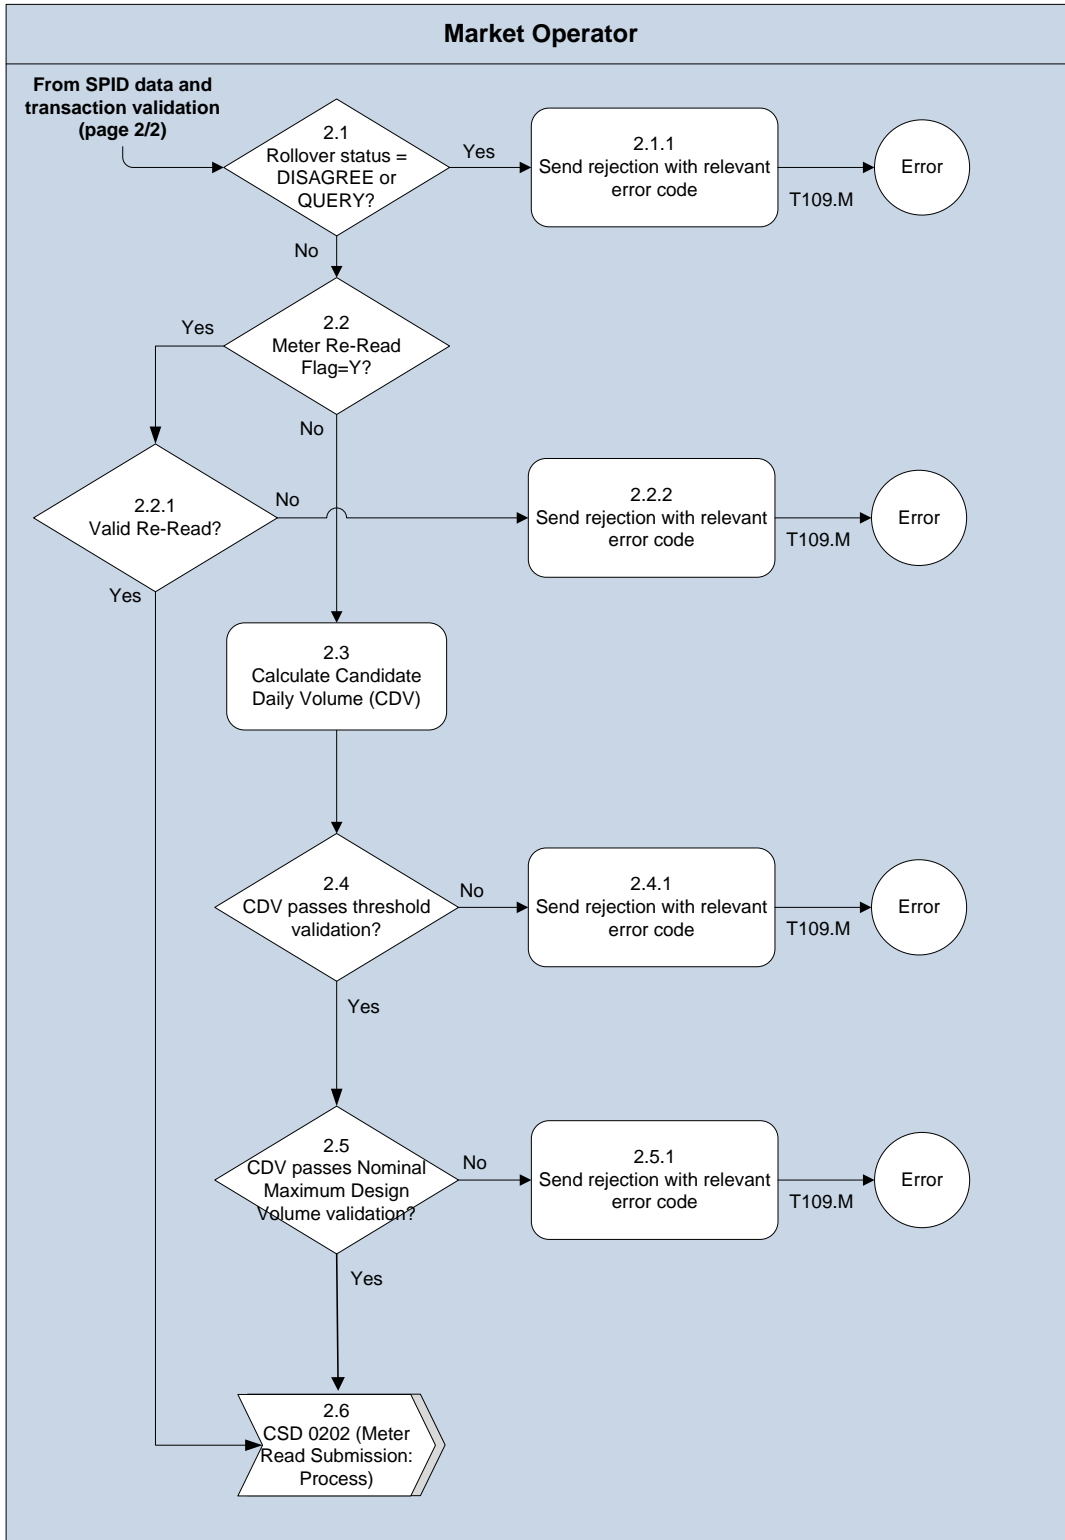 Market Operator
From SPID data and
transaction validation
(page 2/2)
2.1
Rollover status =
DISAGREE or
QUERY?
Yes
2.1.1
Send rejection with relevant
error code
T109.M
Error
No
2.2
Meter Re-Read
Flag=Y?
Yes
No
2.2.1
Valid Re-Read?
No
2.2.2
Send rejection with relevant
error code
T109.M
Error
Yes
2.3
Calculate Candidate
Daily Volume (CDV)
2.4
CDV passes threshold
validation?
No
2.4.1
Send rejection with relevant
error code
T109.M
Error
Yes
2.5
CDV passes Nominal
Maximum Design
Volume validation?
No
2.5.1
Send rejection with relevant
error code
T109.M
Error
Yes
2.6
CSD 0202 (Meter
Read Submission:
Process)